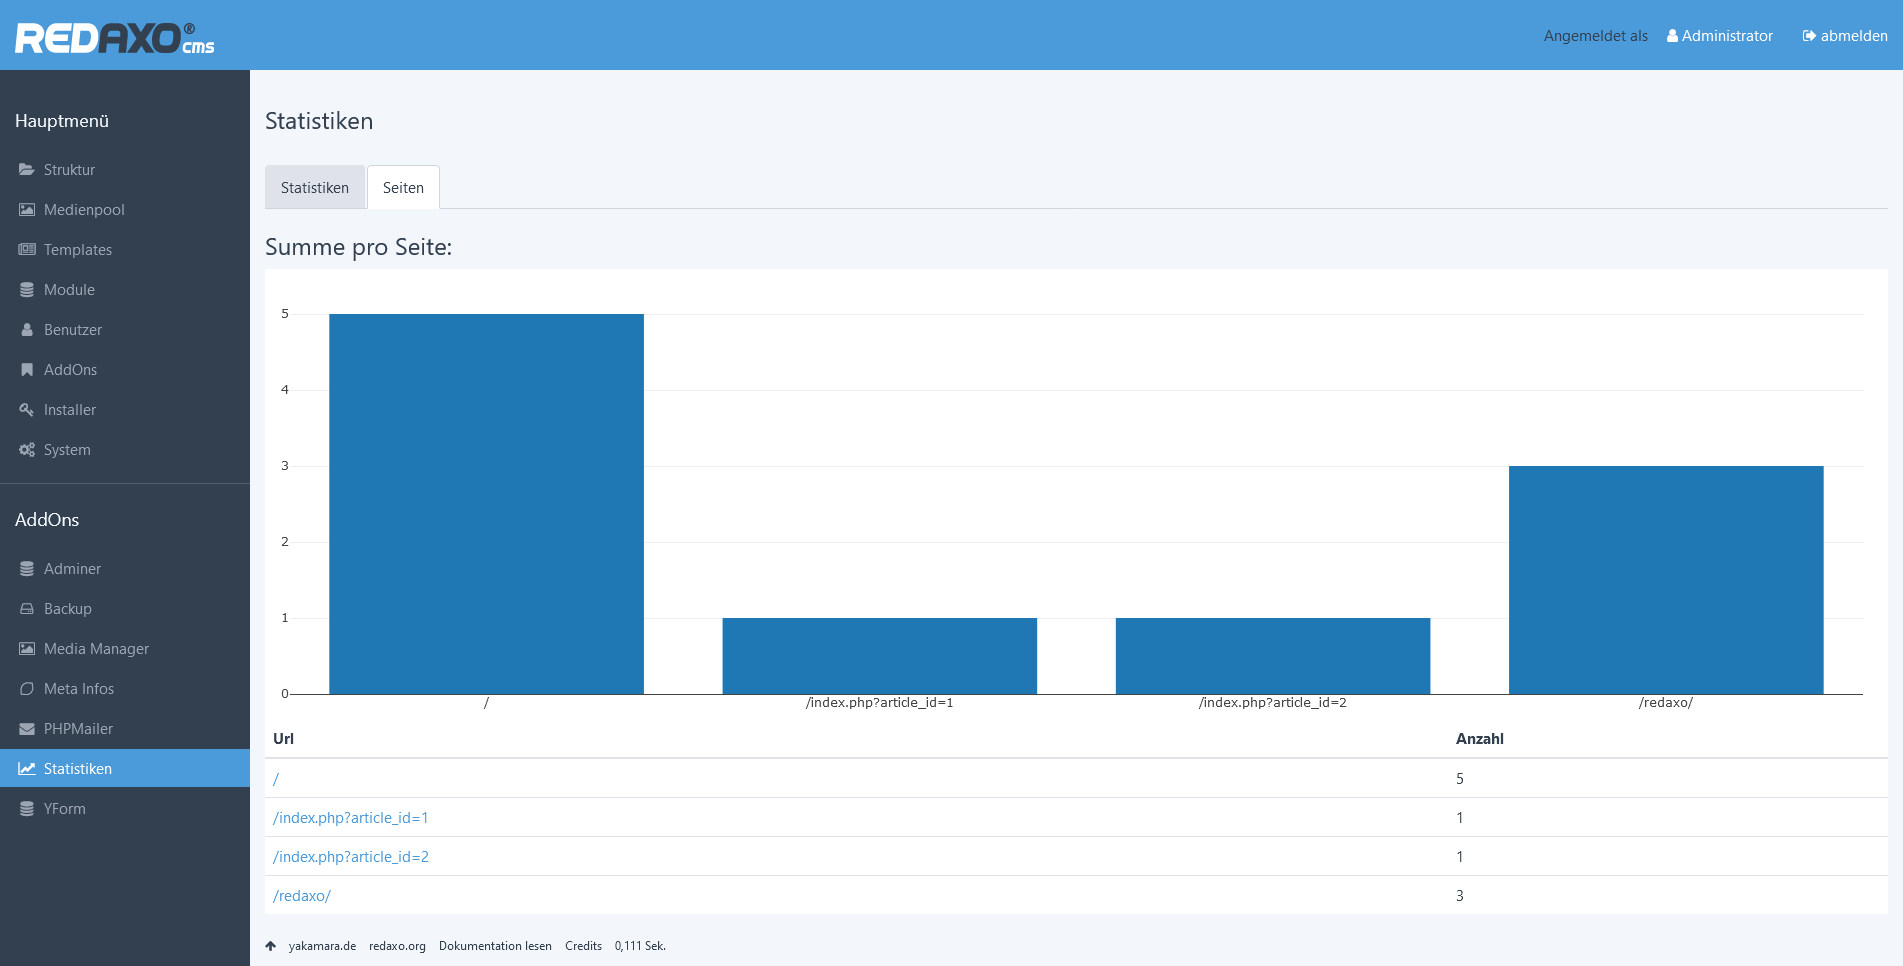 REDAXO® cms
Angemeldet als Administrator abmelden
Hauptmenü
Struktur
Medienpool
Templates
Module
Benutzer
AddOns
Installer
System
AddOns
Adminer
Backup
Media Manager
Meta Infos
PHPMailer
Statistiken
YForm
Statistiken
Statistiken Seiten
Summe pro Seite:
5
4
3
2
1
0
/ /index.php?article_id=1 /index.php?article_id=2 /redaxo/
Url Anzahl
/ 5
/index.php?article_id=1 1
/index.php?article_id=2 1
/redaxo/ 3
yakamara.de redaxo.org Dokumentation lesen Credits 0,111 Sek.